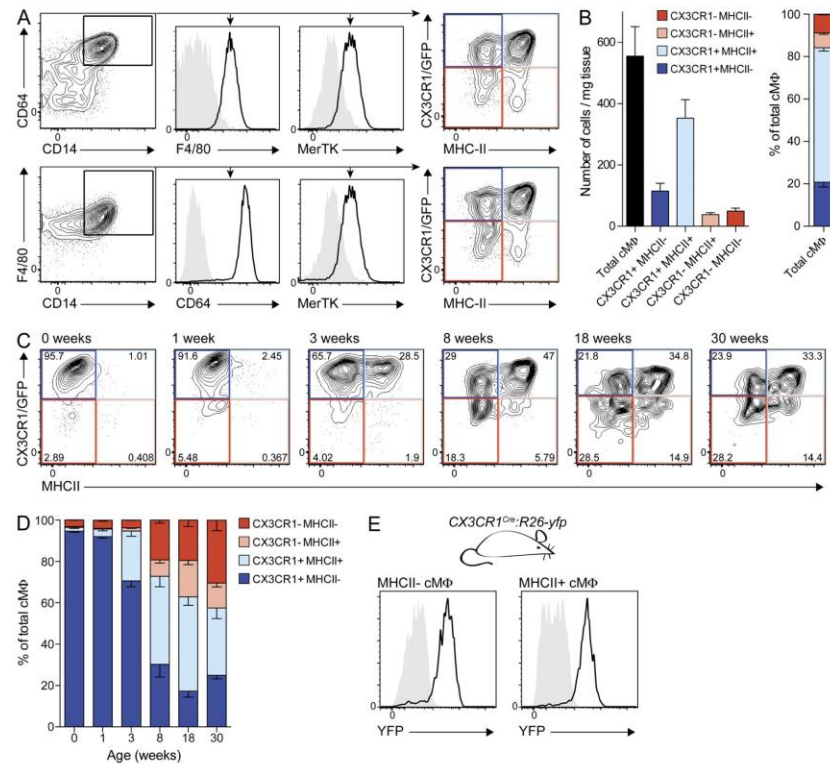 A
CD64
0
0
CD14
F4/80
MerTK
CX3CR1/GFP
0
0
MHC-II
F4/80
0
0
CD14
CD64
MerTK
CX3CR1/GFP
0
0
MHC-II
B
Number of cells / mg tissue
600
400
200
0
Total cMΦ
CX3CR1+ MHCII-
CX3CR1+ MHCII+
CX3CR1- MHCII+
CX3CR1- MHCII-
CX3CR1- MHCII-
CX3CR1- MHCII+
CX3CR1+ MHCII+
CX3CR1+MHCII-
% of total cMΦ
100
80
60
40
20
0
Total cMΦ
C
0 weeks
1 week
3 weeks
8 weeks
18 weeks
30 weeks
CX3CR1/GFP
95.7 1.01
2.89 0.408
91.6 2.45
5.48 0.367
65.7 28.5
4.02 1.9
29 47
18.3 5.79
21.8 34.8
28.5 14.9
23.9 33.3
28.2 14.4
MHCII
D
% of total cMΦ
100
80
60
40
20
0
0 1 3 8 18 30
Age (weeks)
CX3CR1- MHCII-
CX3CR1- MHCII+
CX3CR1+ MHCII+
CX3CR1+ MHCII-
E
CX3CR1Cre:R26-yfp
MHCII- cMΦ
MHCII+ cMΦ
0
0
YFP
0
0
YFP